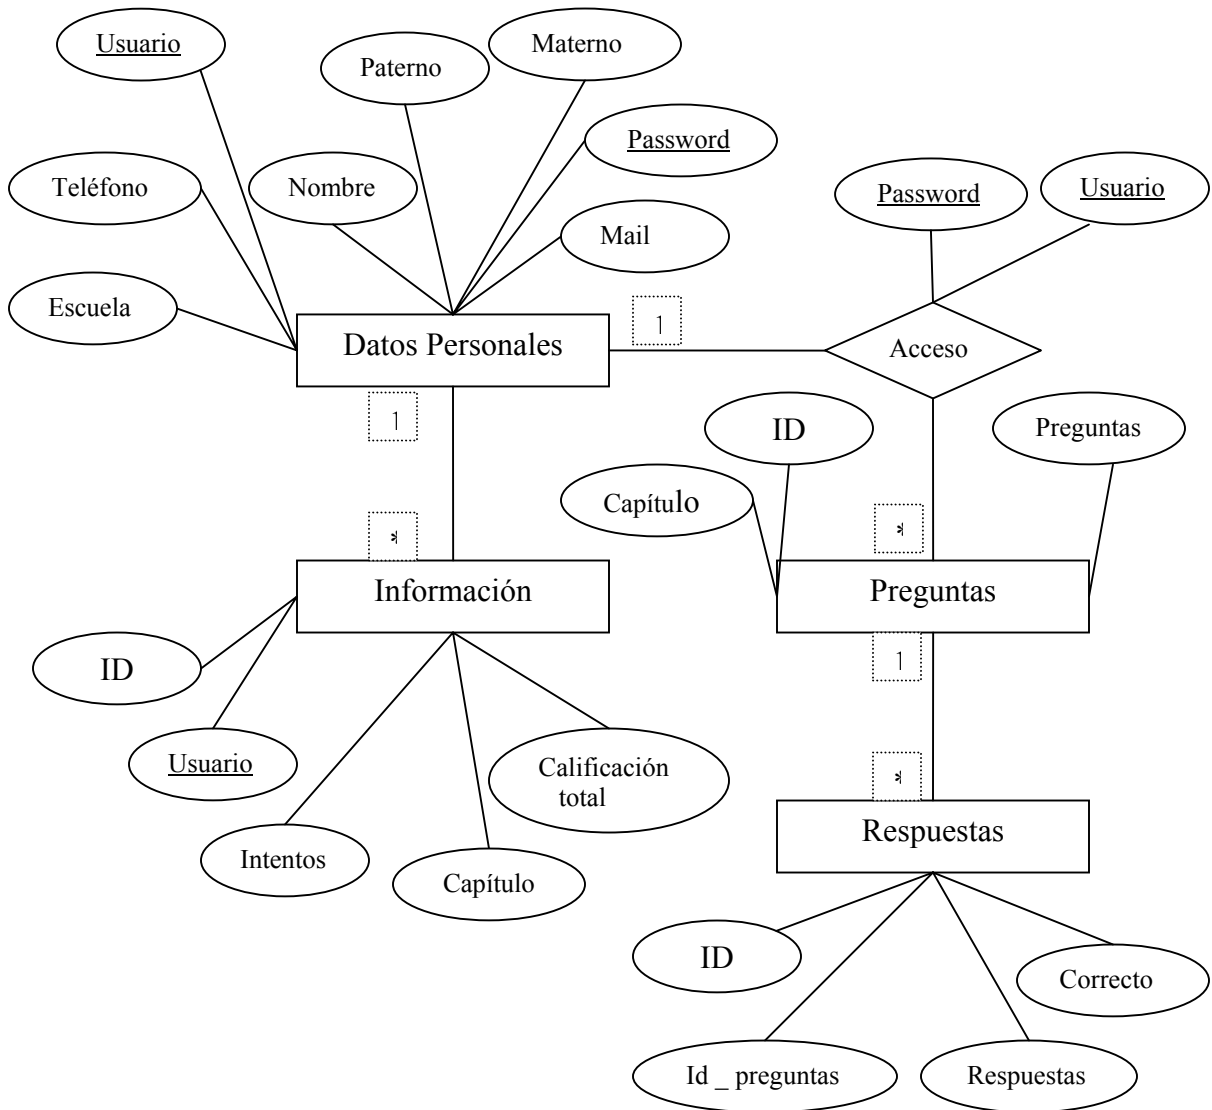 Usuario
Materno
Paterno
Password
Teléfono
Nombre
Password
Usuario
Mail
Escuela
1
Datos Personales
Acceso
1
ID
Preguntas
Capítulo
*
*
Información
Preguntas
ID
1
Usuario
Calificación
total
*
Respuestas
Intentos
Capítulo
ID
Correcto
Id _ preguntas
Respuestas